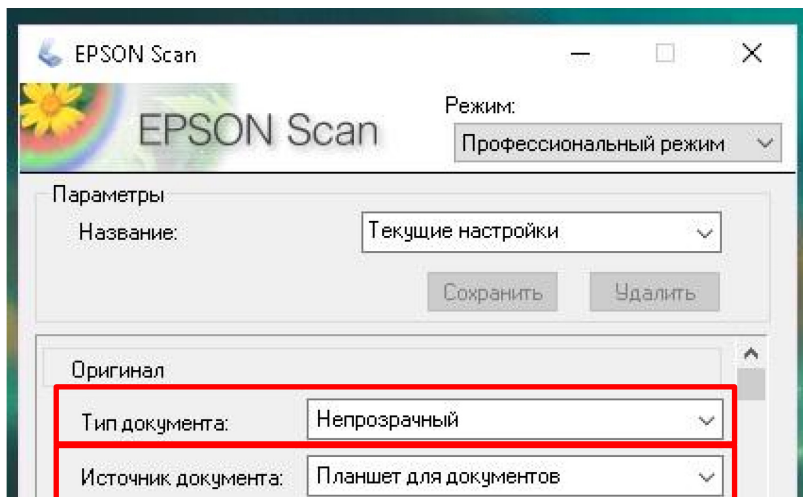 EPSON Scan
EPSON Scan
Режим:
Профессиональный режим
Параметры
Название: Текущие настройки
Сохранить Удалить
Оригинал
Тип документа: Непрозрачный
Источник документа: Планшет для документов